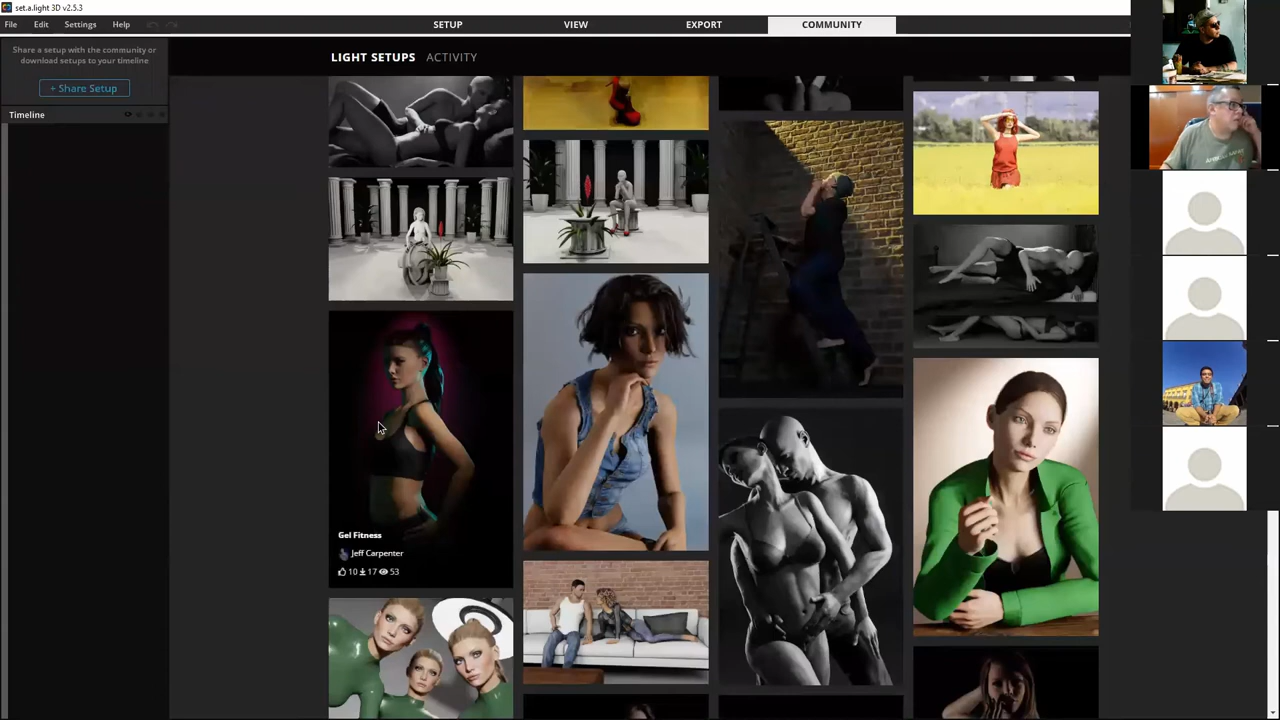 set.a.light 3D v2.5.3
File Edit Settings Help
SETUP VIEW EXPORT COMMUNITY
Share a setup with the community or
download setups to your timeline
+ Share Setup
Timeline
LIGHT SETUPS ACTIVITY
Gel Fitness
Jeff Carpenter
10 17 53